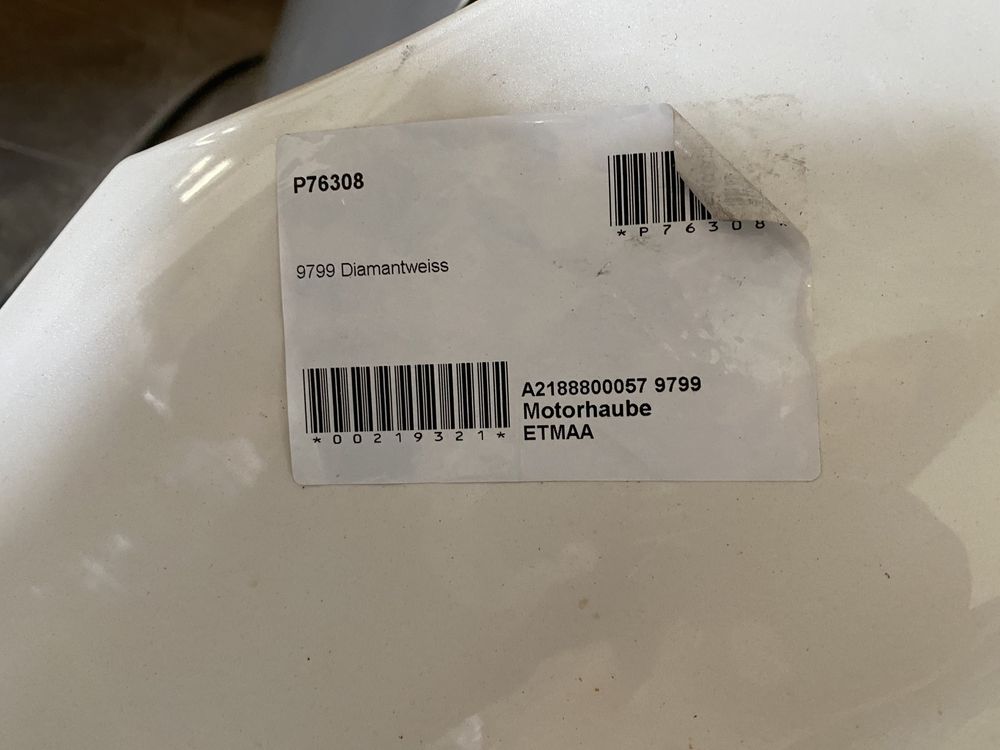 P76308
*P76308*
9799 Diamantweiss
A2188800057 9799
Motorhaube
ETMAA
*00219321*